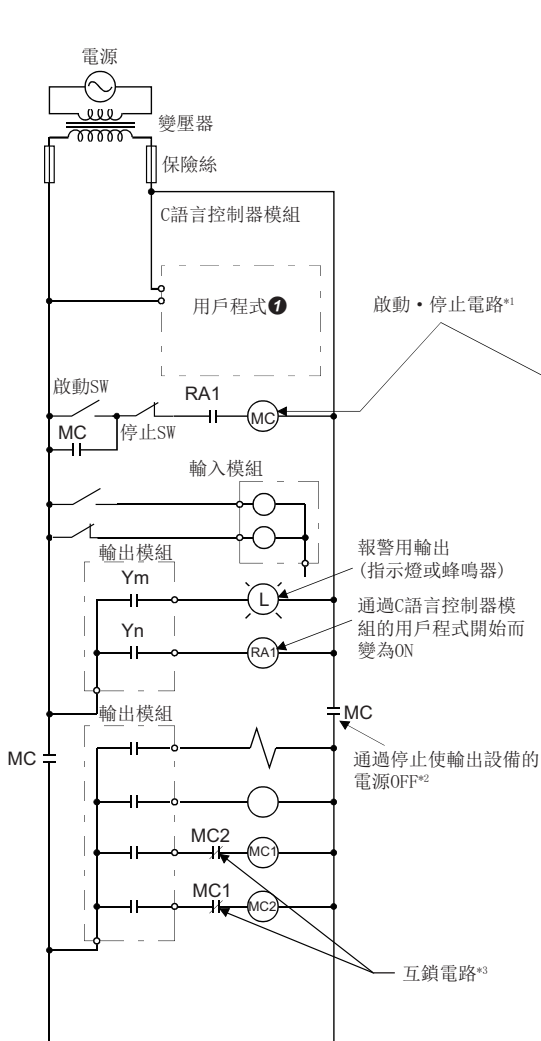 電源
變壓器
保險絲
C語言控制器模組
用戶程式❶
啟動・停止電路*1
啟動SW
RA1
MC
MC
停止SW
輸入模組
輸出模組
Ym
L
報警用輸出
(指示燈或蜂鳴器)
Yn
RA1
通過C語言控制器模
組的用戶程式開始而
變為ON
輸出模組
MC
MC
通過停止使輸出設備的
電源OFF*2
MC2
MC1
MC1
MC2
互鎖電路*3